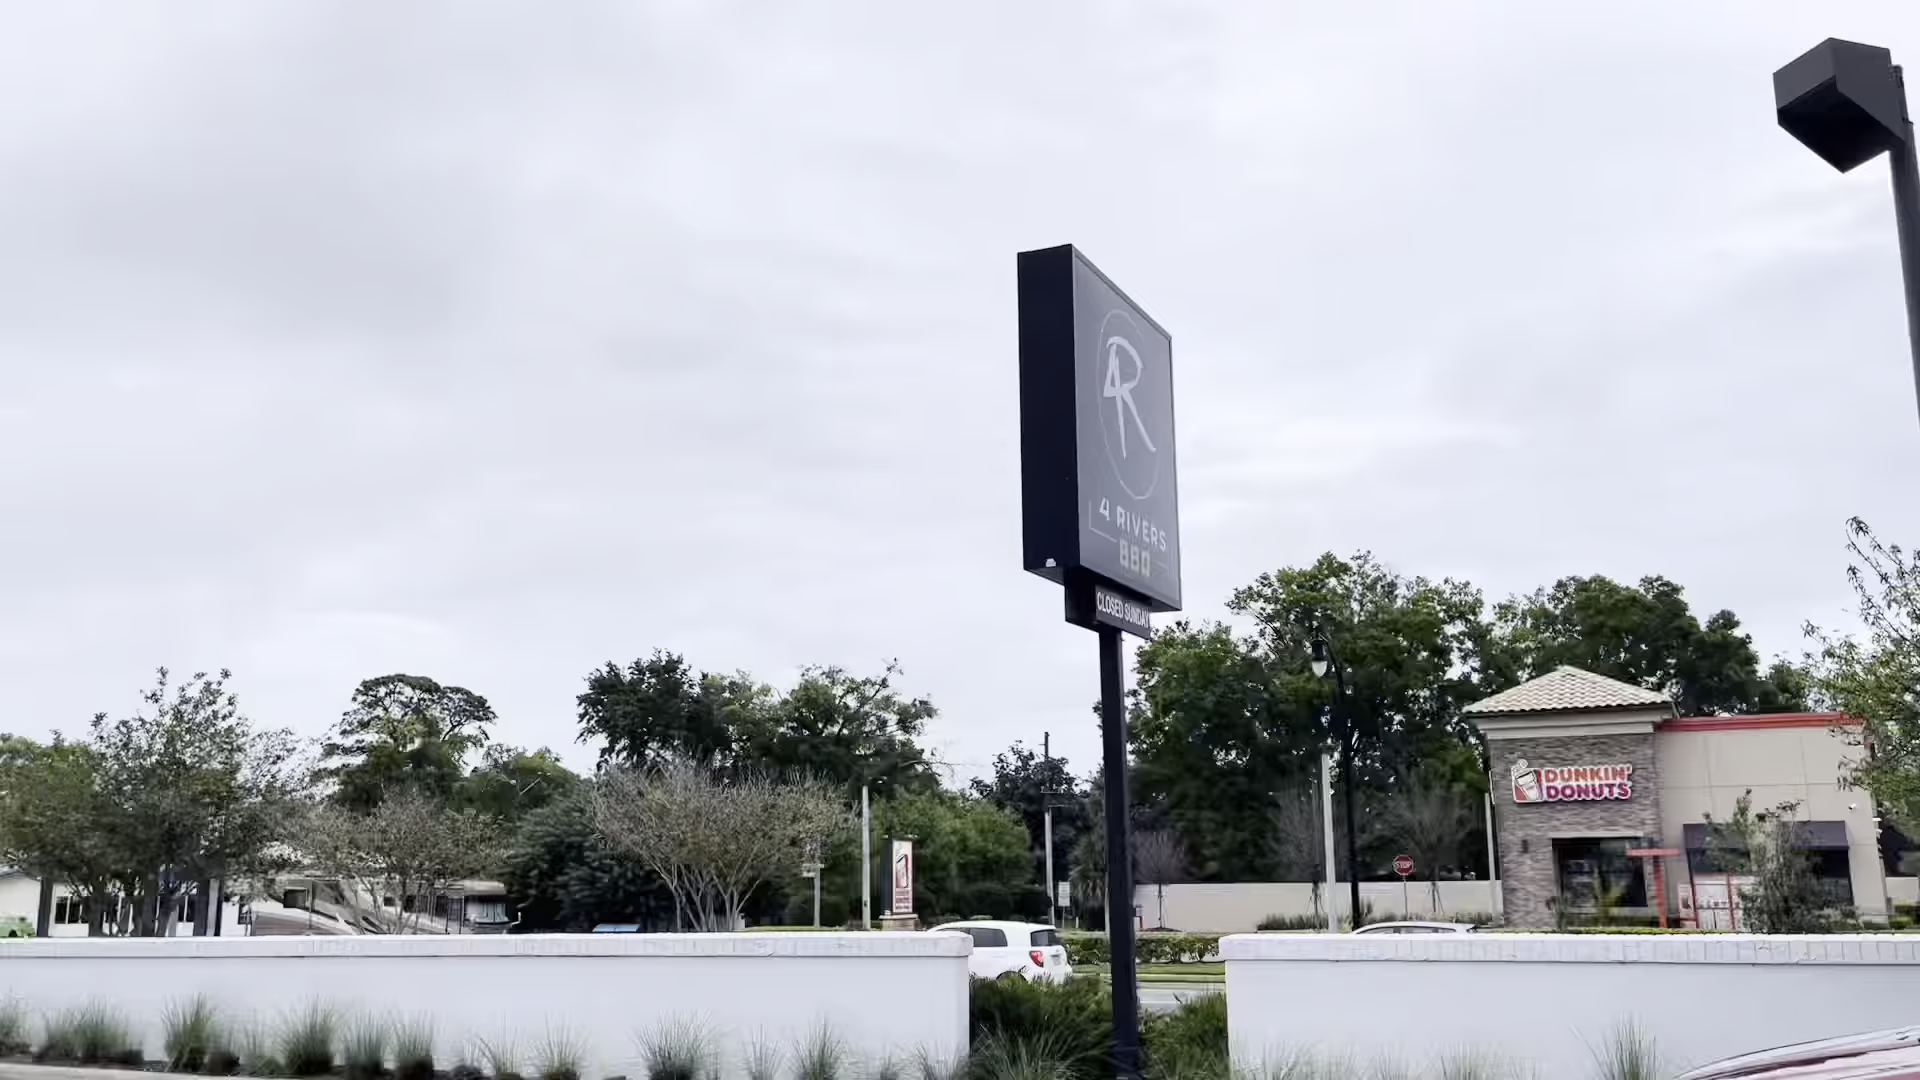 4R
4 RIVERS
BBQ
CLOSED SUNDAY
DUNKIN'
DONUTS
STOP